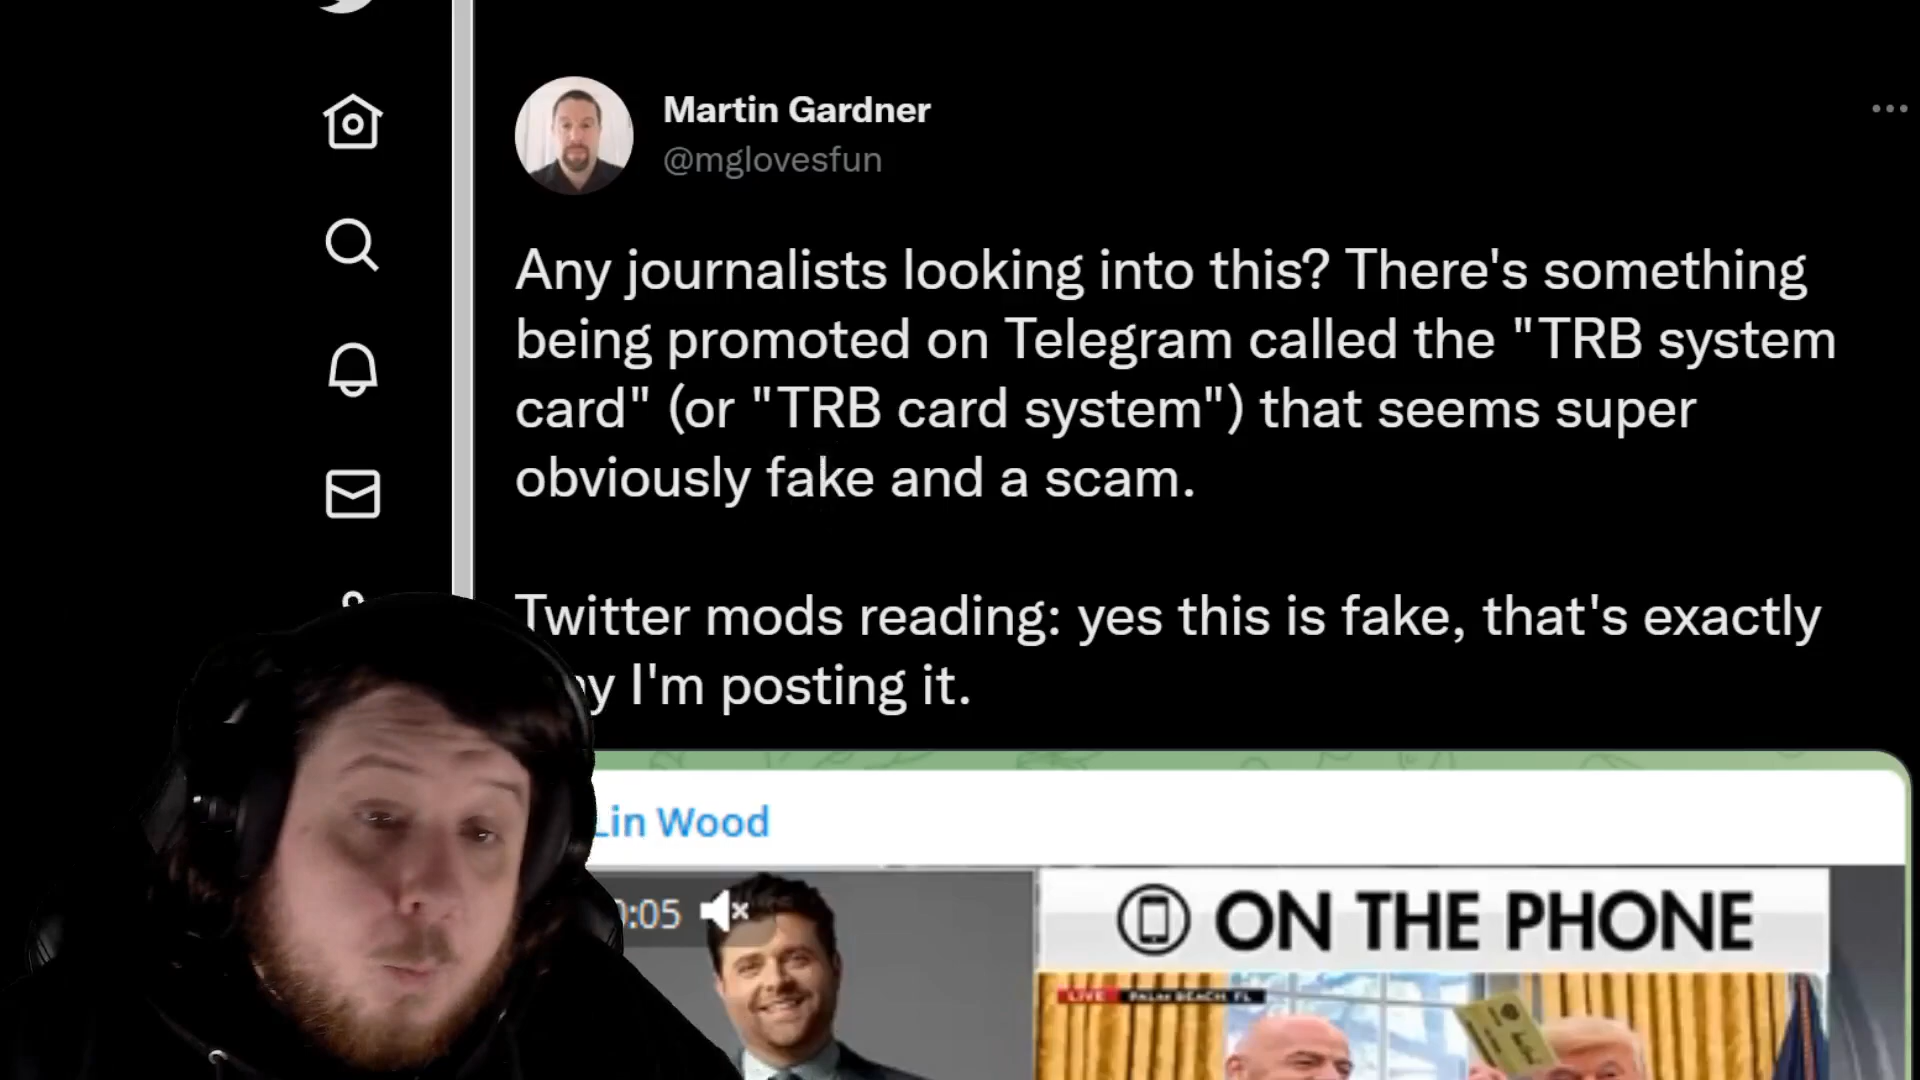 Martin Gardner
@mglovesfun
Any journalists looking into this? There's something
being promoted on Telegram called the "TRB system
card" (or "TRB card system") that seems super
obviously fake and a scam.
Twitter mods reading: yes this is fake, that's exactly
I'm posting it.
Lin Wood
0:05
ON THE PHONE
LIVE PALM BEACH, FL